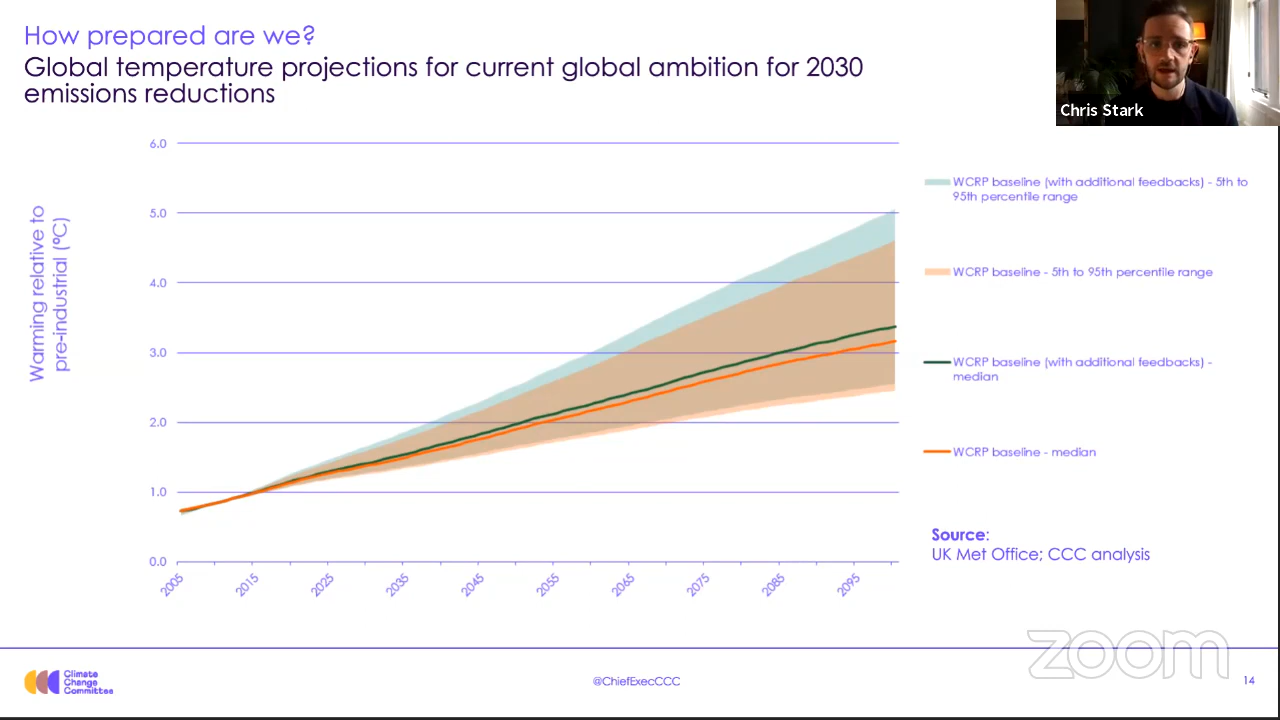 How prepared are we?
Global temperature projections for current global ambition for 2030
emissions reductions
Chris Stark
Warming relative to
pre-industrial (°C)
6.0
5.0
4.0
3.0
2.0
1.0
0.0
2005
2015
2025
2035
2045
2055
2065
2075
2085
2095
WCRP baseline (with additional feedbacks) - 5th to
95th percentile range
WCRP baseline - 5th to 95th percentile range
WCRP baseline (with additional feedbacks) -
median
WCRP baseline - median
Source:
UK Met Office; CCC analysis
zoom
Climate
Change
Committee
@ChiefExecCCC
14